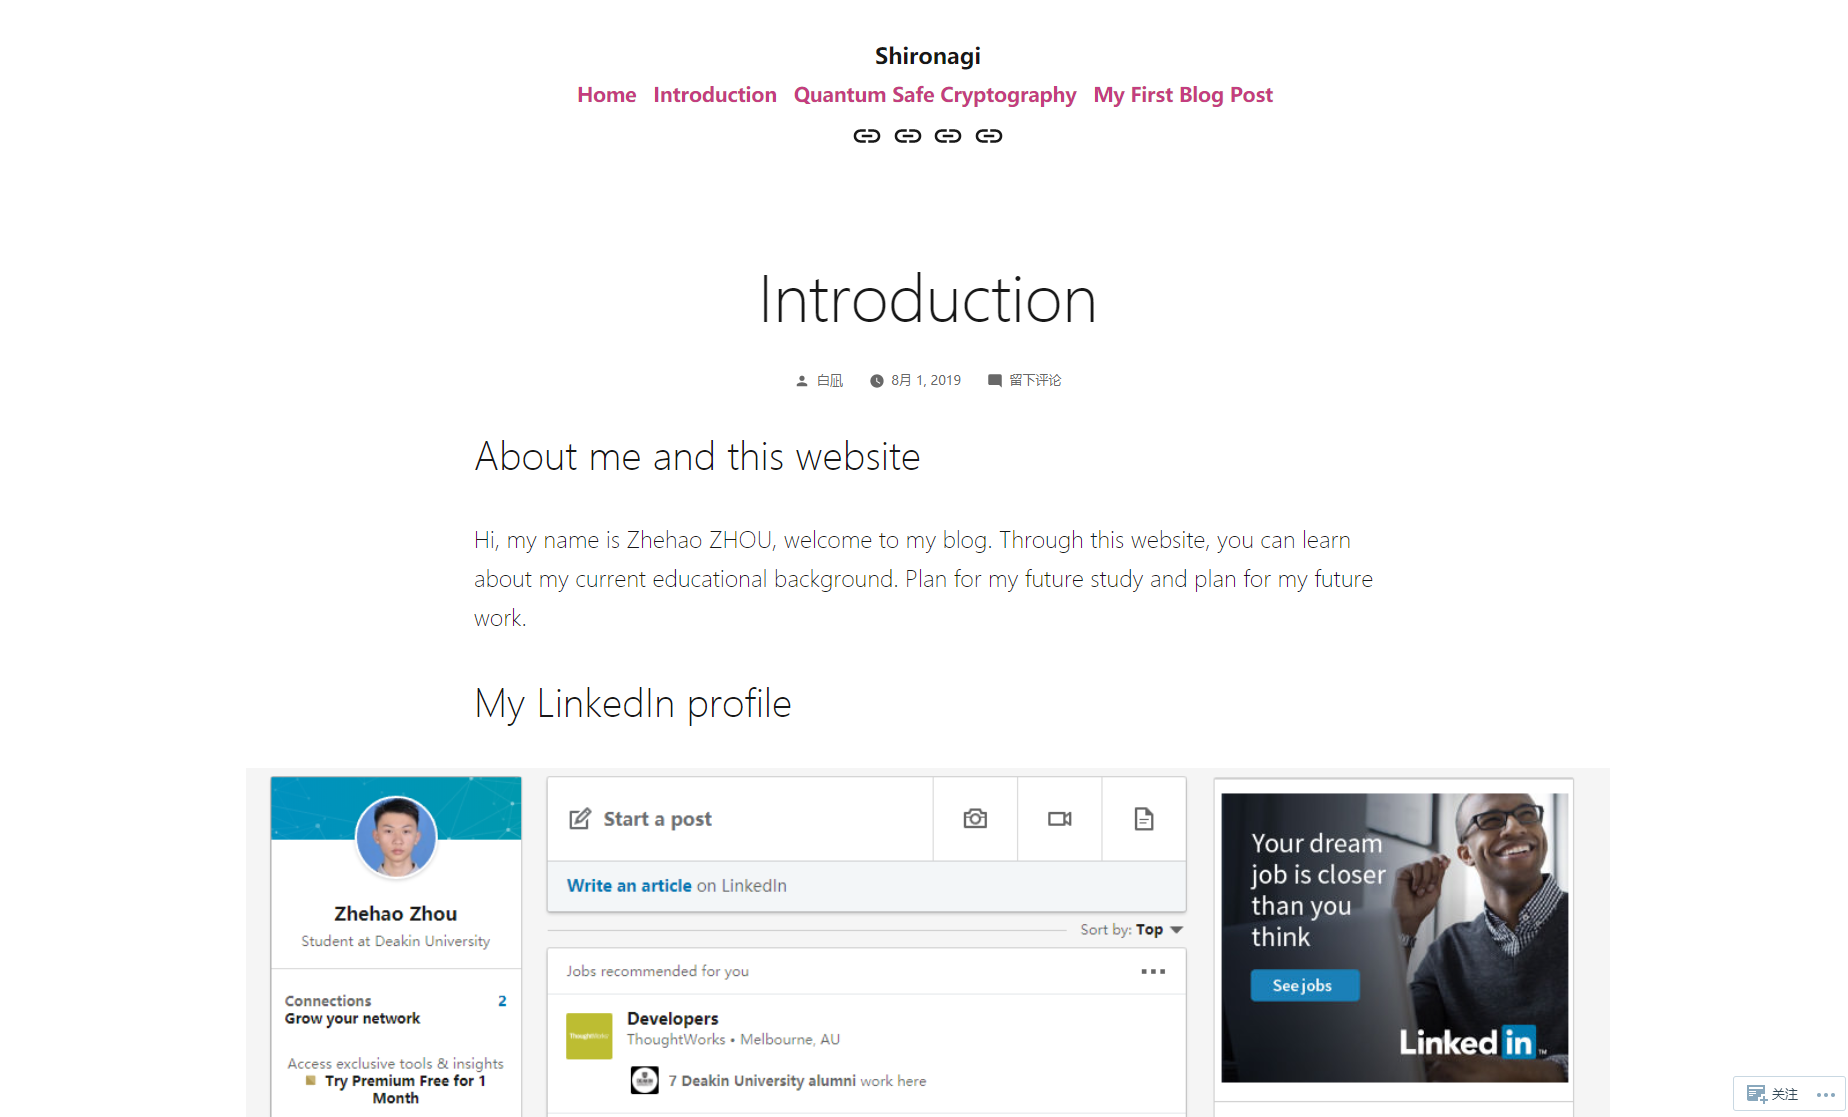 Shironagi
Home Introduction Quantum Safe Cryptography My First Blog Post
Introduction
白凪 8月 1, 2019 留下评论
About me and this website
Hi, my name is Zhehao ZHOU, welcome to my blog. Through this website, you can learn
about my current educational background. Plan for my future study and plan for my future
work.
My LinkedIn profile
Zhehao Zhou
Student at Deakin University
Connections 2
Grow your network
Access exclusive tools & insights
Try Premium Free for 1
Month
Start a post
Write an article on LinkedIn
Sort by: Top
Jobs recommended for you
ThoughtWorks
Developers
ThoughtWorks • Melbourne, AU
7 Deakin University alumni work here
Your dream
job is closer
than you
think
See jobs
Linked in ™
关注